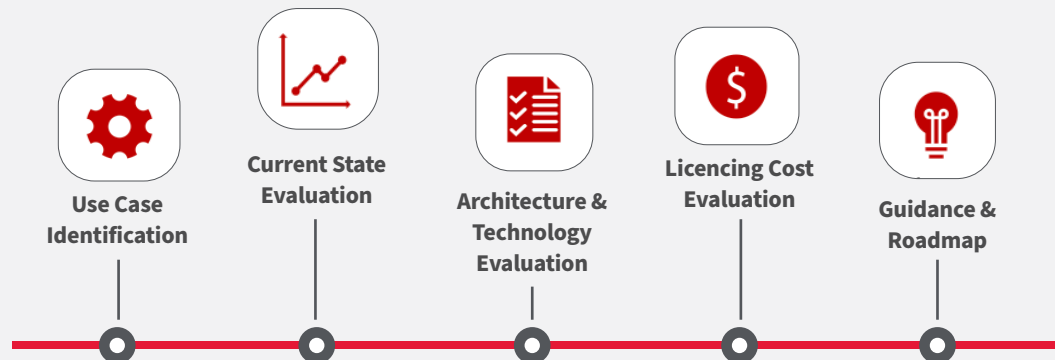 Use Case
Identification
Current State
Evaluation
Architecture &
Technology
Evaluation
$
Licencing Cost
Evaluation
Guidance &
Roadmap